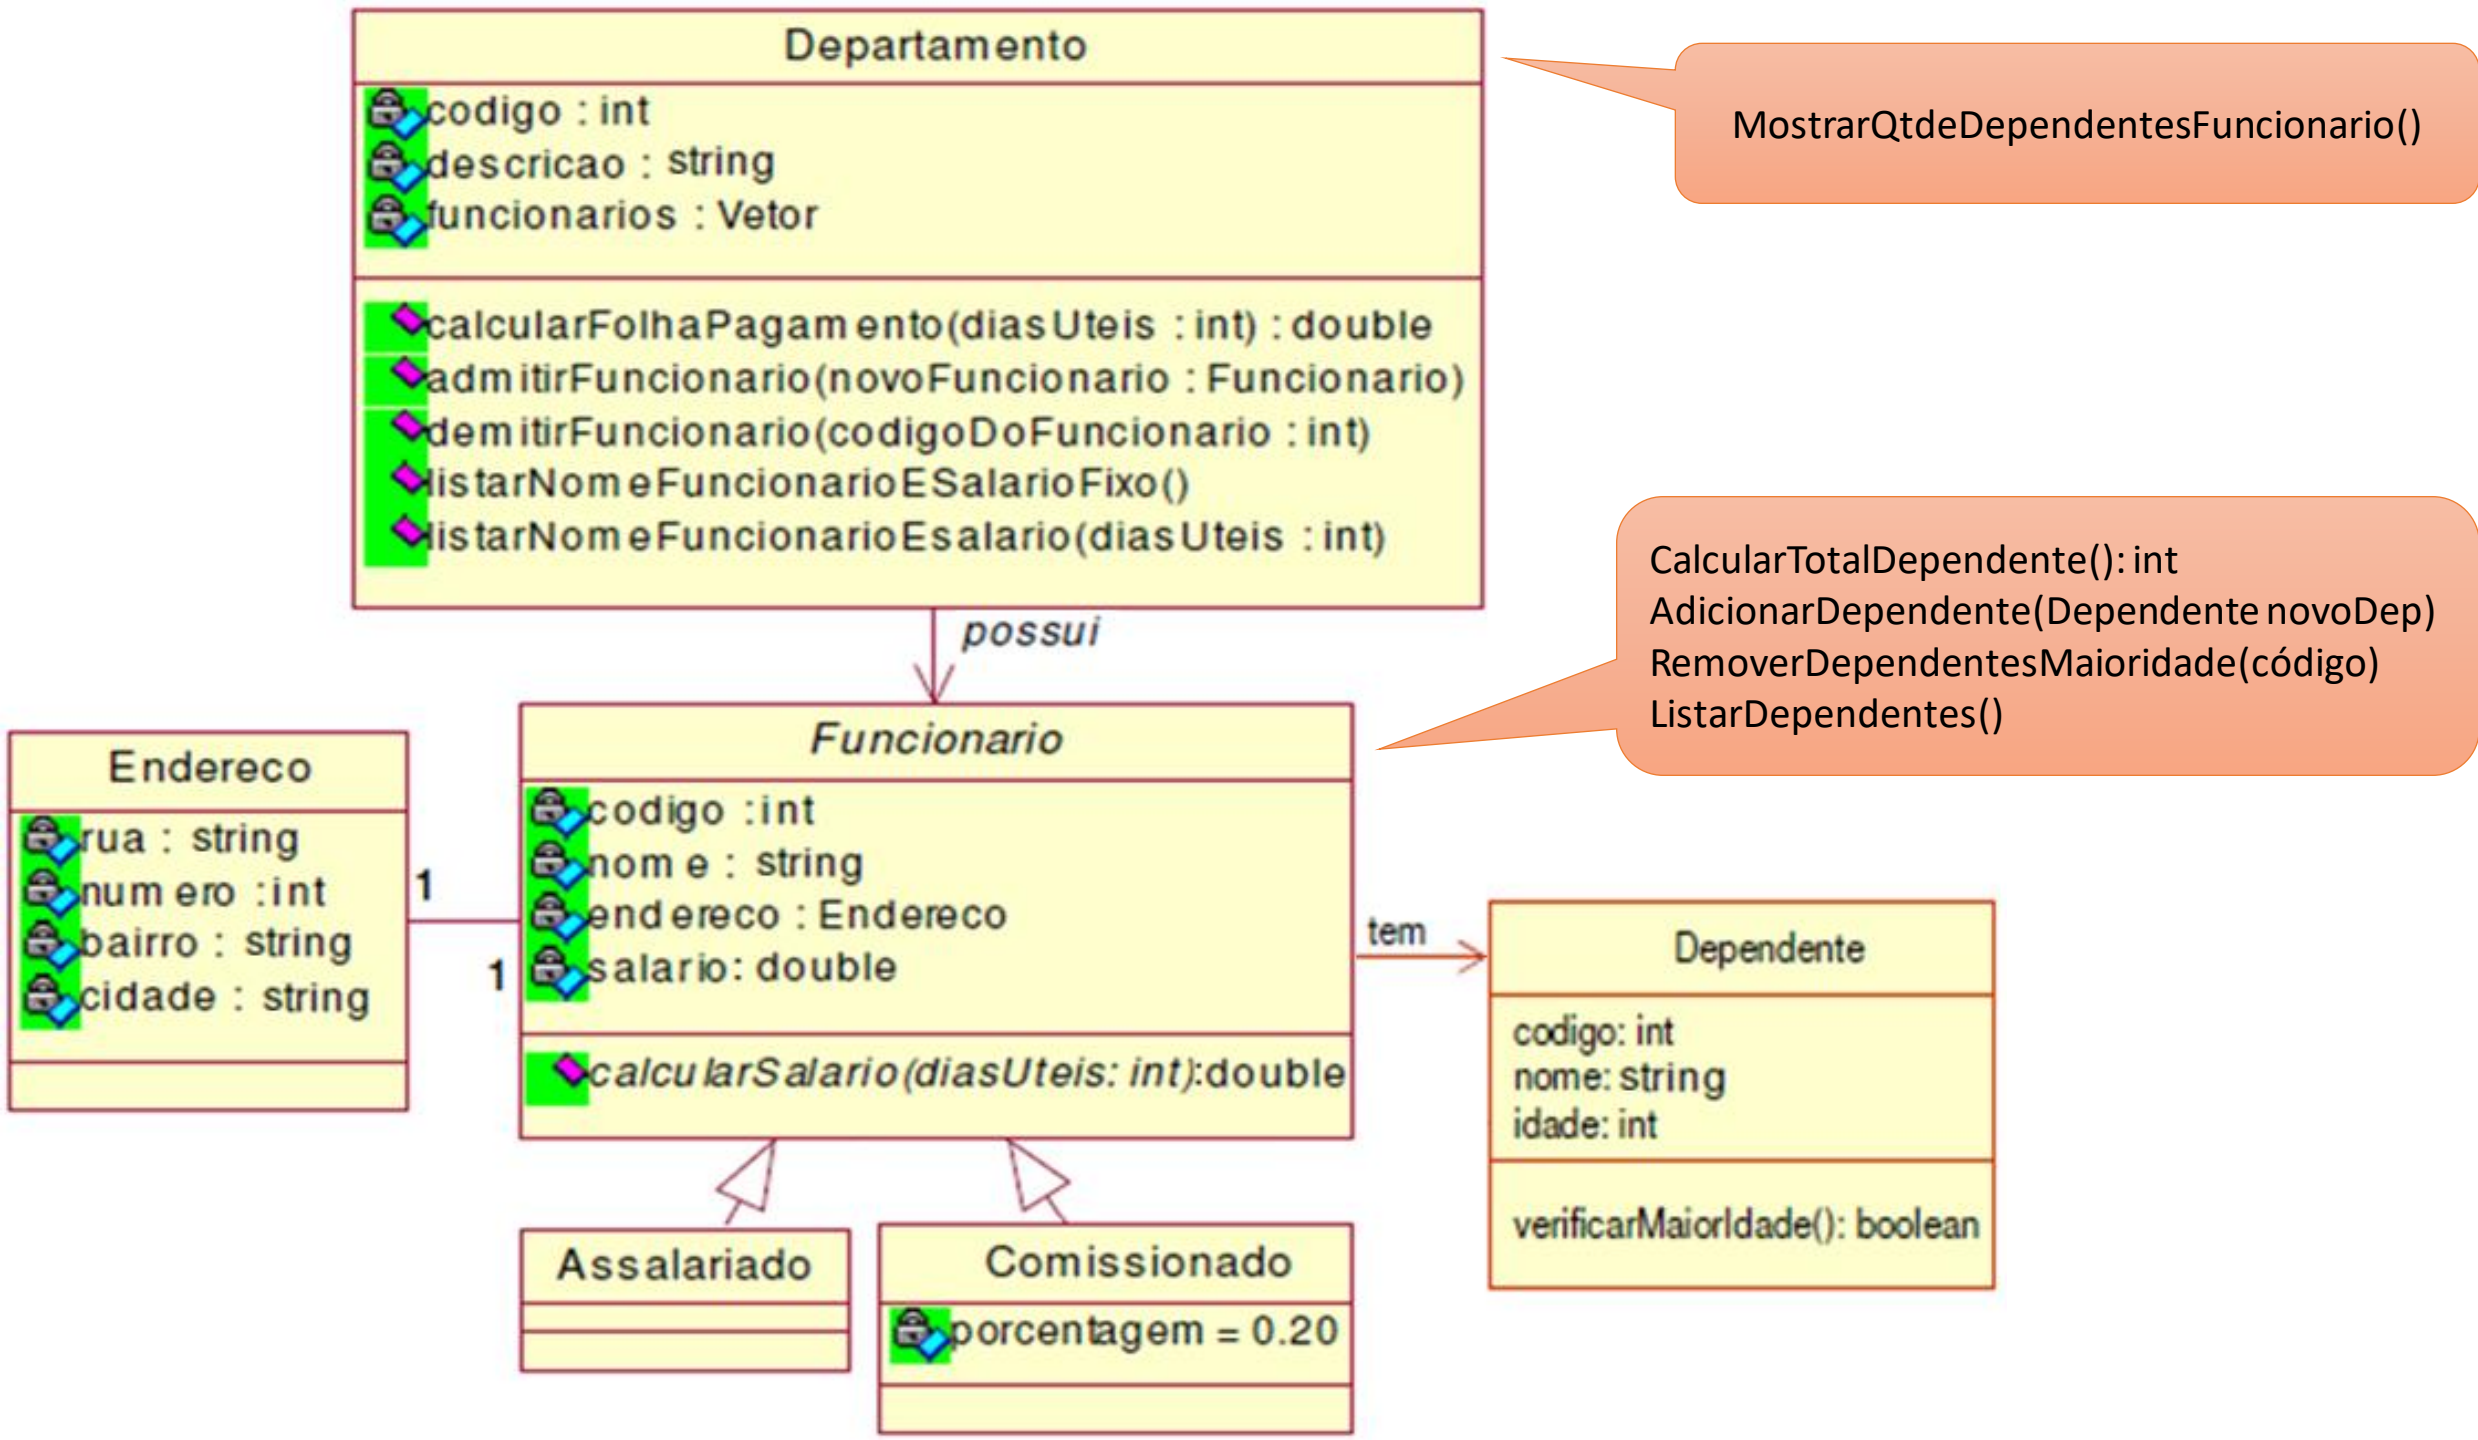 Departamento
codigo : int
descricao : string
funcionarios : Vetor
calcularFolhaPagamento(diasUteis : int) : double
admitirFuncionario(novoFuncionario : Funcionario)
demitirFuncionario(codigoDoFuncionario : int)
listarNomeFuncionarioESalarioFixo()
listarNomeFuncionarioEsalario(diasUteis : int)
MostrarQtdeDependentesFuncionario()
possui
CalcularTotalDependente(): int
AdicionarDependente(Dependente novoDep)
RemoverDependentesMaioridade(código)
ListarDependentes()
Endereco
rua : string
numero : int
bairro : string
cidade : string
1
1
Funcionario
codigo :int
nome : string
endereco : Endereco
salario: double
calcularSalario(diasUteis: int):double
tem
Dependente
codigo: int
nome: string
idade: int
verificarMaiorIdade(): boolean
Assalariado
Comissionado
porcentagem = 0.20